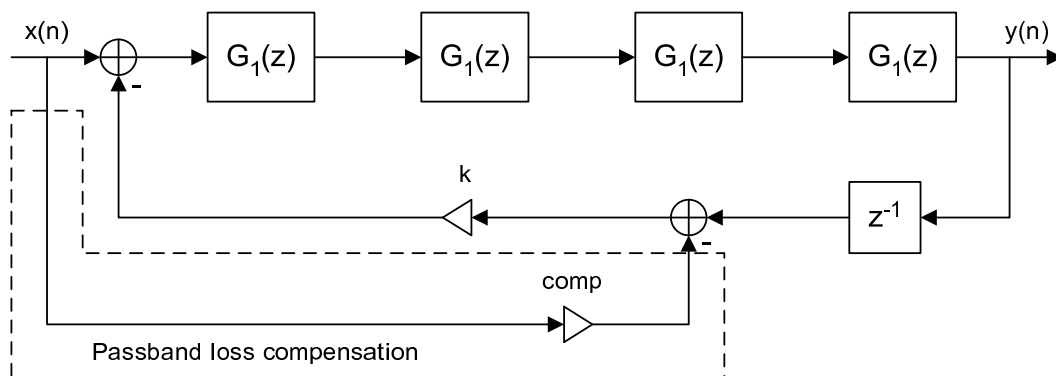 x(n)
y(n)
G₁(z) G₁(z) G₁(z) G₁(z)
-
k
z⁻¹
-
comp
Passband loss compensation